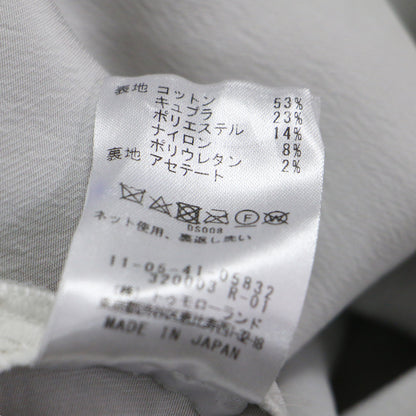 表地 コットン 53%
キュプラ 23%
ポリエステル 14%
ナイロン 8%
ポリウレタン 2%
裏地 アセテート
DS008
ネット使用、裏返し洗い
11-05-41-05832
320003 R-01
(株) トゥモローランド
MADE IN JAPAN